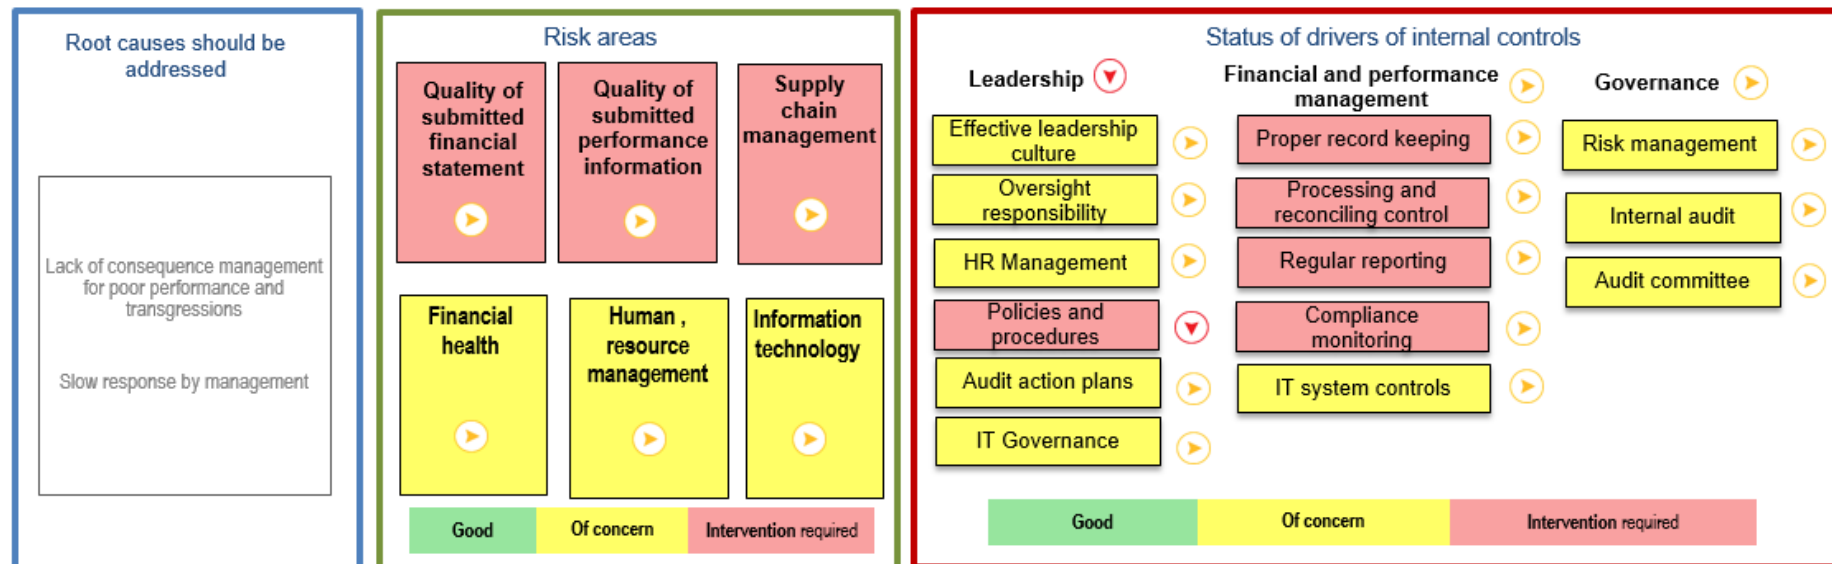 Root causes should be
addressed
Lack of consequence management
for poor performance and
transgressions
Slow response by management
Risk areas
Quality of
submitted
financial
statement
Quality of
submitted
performance
information
Supply
chain
management
Financial
health
Human ,
resource
management
Information
technology
Good
Of concern
Intervention required
Status of drivers of internal controls
Leadership
Effective leadership
culture
Oversight
responsibility
HR Management
Policies and
procedures
Audit action plans
IT Governance
Financial and performance
management
Proper record keeping
Processing and
reconciling control
Regular reporting
Compliance
monitoring
IT system controls
Governance
Risk management
Internal audit
Audit committee
Good
Of concern
Intervention required